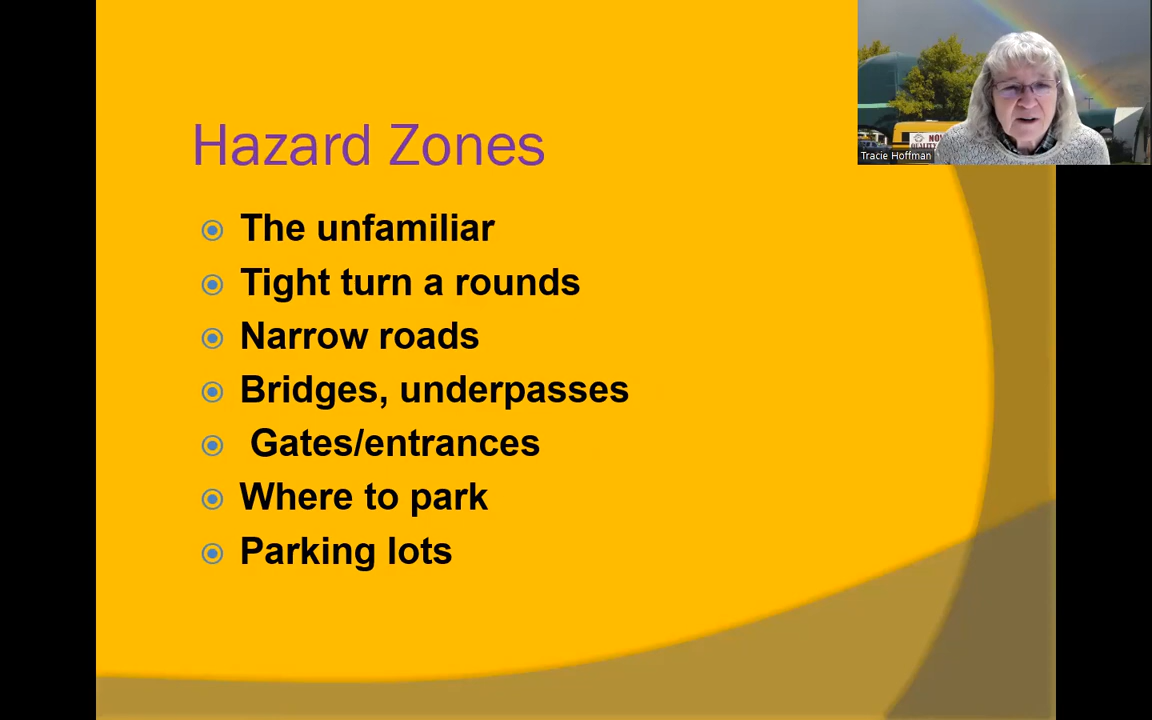 Hazard Zones
The unfamiliar
Tight turn a rounds
Narrow roads
Bridges, underpasses
Gates/entrances
Where to park
Parking lots
Tracie Hoffman